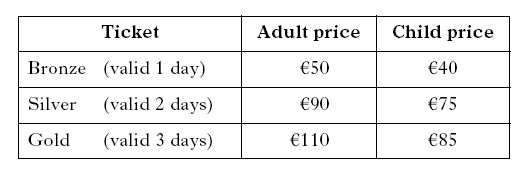 Ticket Adult price Child price
Bronze (valid 1 day) €50 €40
Silver (valid 2 days) €90 €75
Gold (valid 3 days) €110 €85